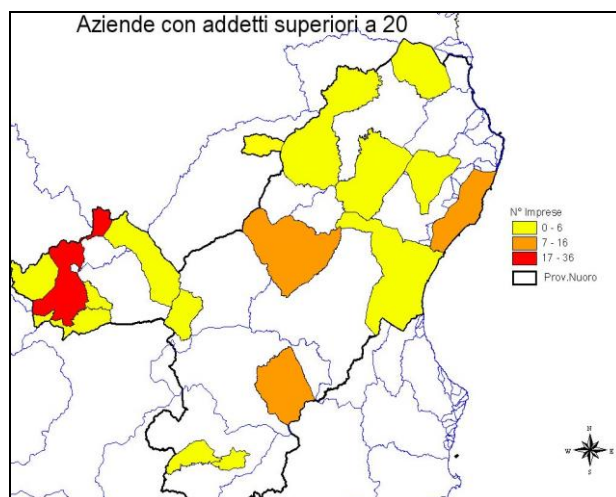 Aziende con addetti superiori a 20
N° Imprese
0 - 6
7 - 16
17 - 36
Prov.Nuoro
N
W E
S